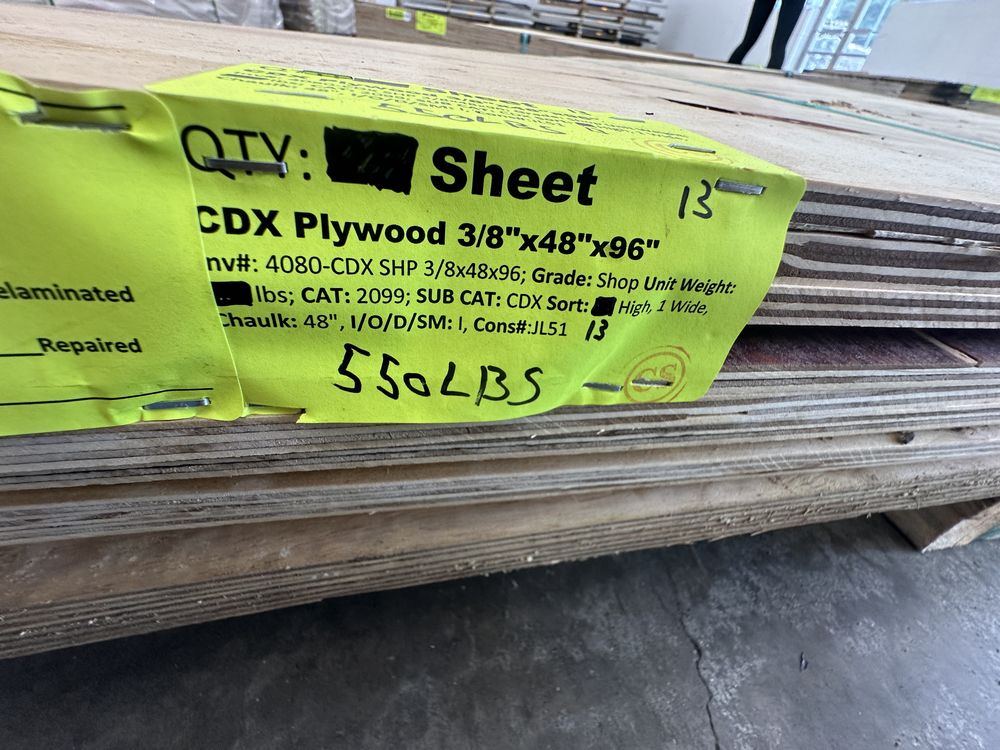 QTY: Sheet 13
CDX Plywood 3/8"x48"x96"
nv#: 4080-CDX SHP 3/8x48x96; Grade: Shop Unit Weight:
lbs; CAT: 2099; SUB CAT: CDX Sort: High, 1 Wide,
Chaulk: 48", I/O/D/SM: I, Cons#:JL51 13
550LBS
CS
elaminated
Repaired